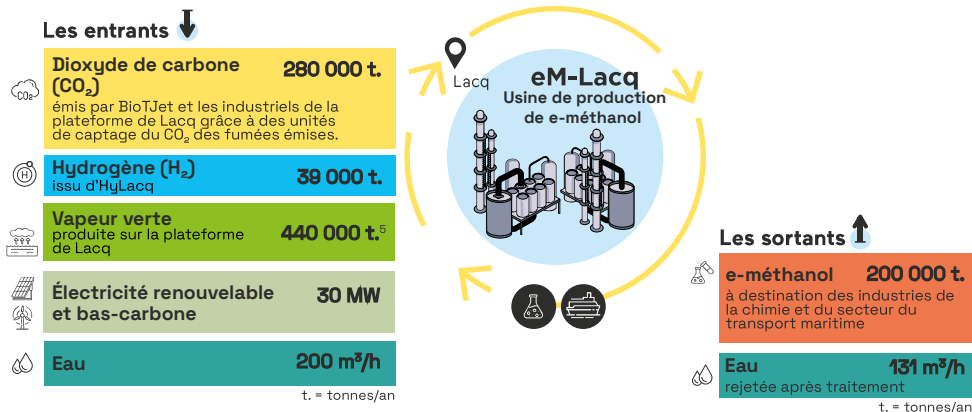 Les entrants
Dioxyde de carbone
(CO₂)
280 000 t.
émis par BioTJet et les industriels de la
plateforme de Lacq grâce à des unités
de captage du CO₂ des fumées émises.
CO₂
Hydrogène (H₂)
issu d'HyLacq
39 000 t.
H
Vapeur verte
produite sur la plateforme
de Lacq
440 000 t.⁵
Électricité renouvelable
et bas-carbone
30 MW
Eau
200 m³/h
t. = tonnes/an
Lacq
eM-Lacq
Usine de production
de e-méthanol
Les sortants
e-méthanol
200 000 t.
à destination des industries de
la chimie et du secteur du
transport maritime
Eau
131 m³/h
rejetée après traitement
t. = tonnes/an